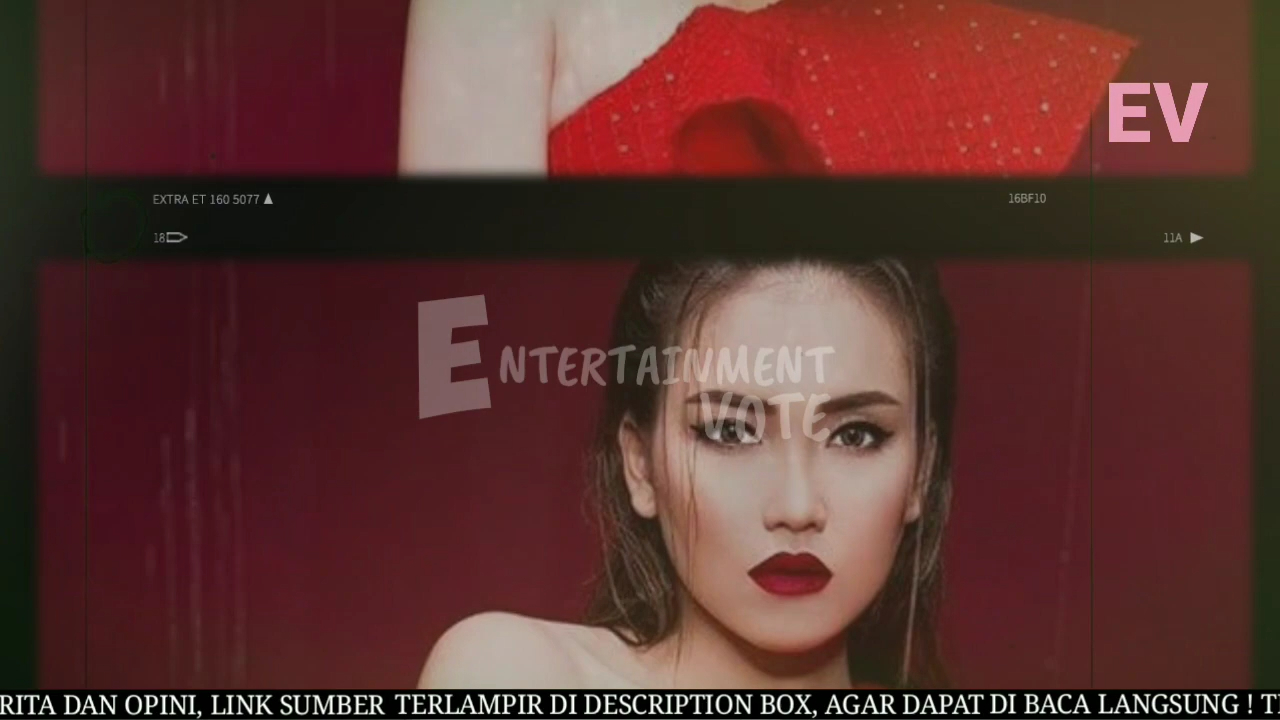 EV
EXTRA ET 160 5077
16BF10
18
11A
ENTERTAINMENT
VOTE
RITA DAN OPINI, LINK SUMBER TERLAMPIR DI DESCRIPTION BOX, AGAR DAPAT DI BACA LANGSUNG !